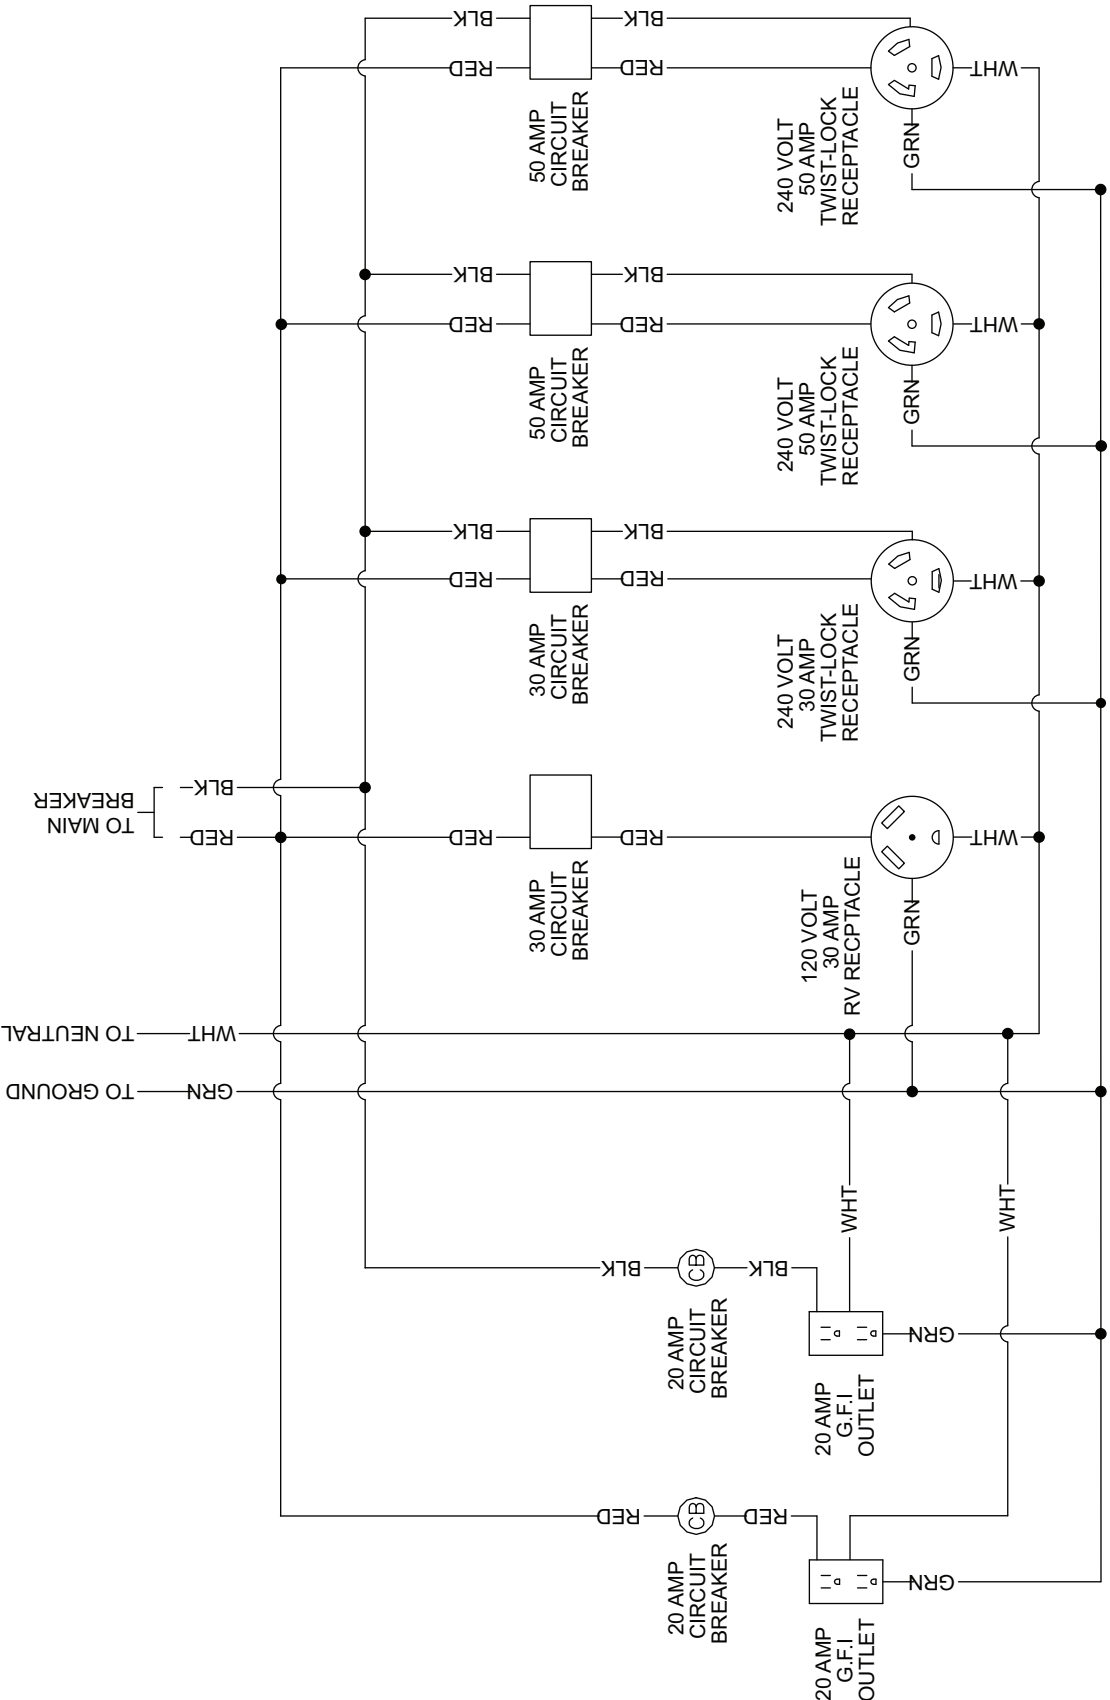 BLK
BLK
RED
RED
WHT
50 AMP
CIRCUIT
BREAKER
240 VOLT
50 AMP
TWIST-LOCK
RECEPTACLE
GRN
BLK
BLK
RED
RED
WHT
50 AMP
CIRCUIT
BREAKER
240 VOLT
50 AMP
TWIST-LOCK
RECEPTACLE
GRN
BLK
BLK
RED
RED
WHT
30 AMP
CIRCUIT
BREAKER
240 VOLT
30 AMP
TWIST-LOCK
RECEPTACLE
GRN
TO MAIN
BREAKER
BLK
RED
RED
RED
WHT
30 AMP
CIRCUIT
BREAKER
120 VOLT
30 AMP
RV RECPTACLE
GRN
TO NEUTRAL
WHT
TO GROUND
GRN
WHT
WHT
BLK
CB
BLK
20 AMP
CIRCUIT
BREAKER
GRN
20 AMP
G.F.I
OUTLET
RED
CB
RED
20 AMP
CIRCUIT
BREAKER
GRN
20 AMP
G.F.I
OUTLET